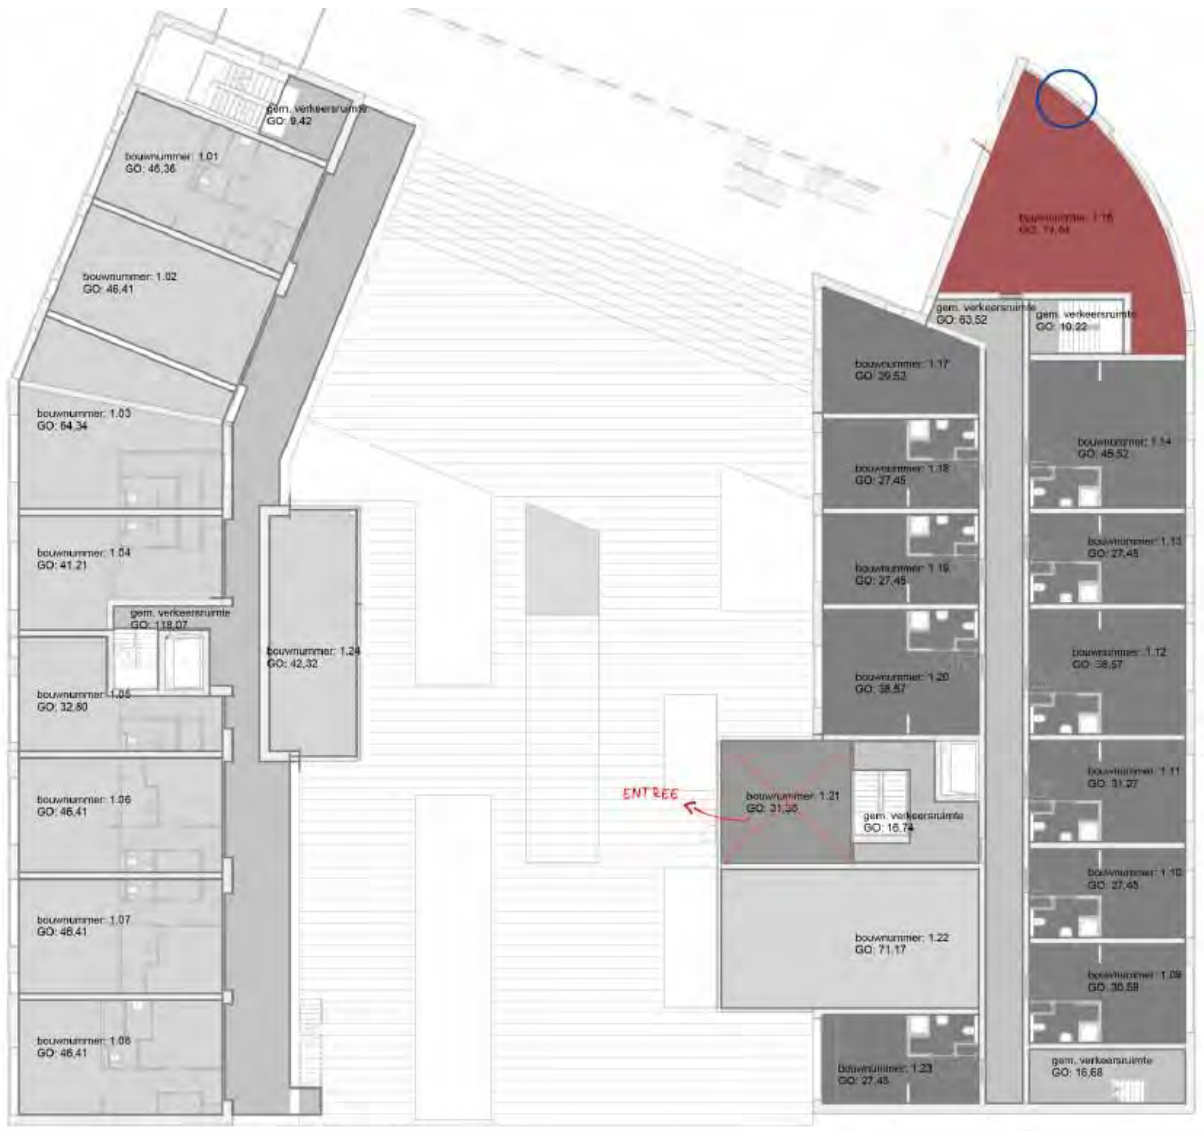 gem. verkeersruimte
GO: 9,42
bouwnummer: 1.01
GO: 46,36
bouwnummer: 1.02
GO: 46,41
bouwnummer: 1.03
GO: 64,34
bouwnummer: 1.04
GO: 41,21
gem. verkeersruimte
GO: 118,07
bouwnummer: 1.05
GO: 32,80
bouwnummer: 1.06
GO: 46,41
bouwnummer: 1.07
GO: 46,41
bouwnummer: 1.08
GO: 46,41
bouwnummer: 1.24
GO: 42,32
GO:
gem. verkeersruimte
GO: 63,52
gem. verkeersruimte
GO: 10,22
bouwnummer: 1.17
GO: 29,53
bouwnummer: 1.18
GO: 27,45
bouwnummer: 1.19
GO: 27,45
bouwnummer: 1.20
GO: 38,57
ENTREE
bouwnummer: 1.21
GO:
gem. verkeersruimte
GO: 16,74
bouwnummer: 1.22
GO: 71,17
bouwnummer: 1.23
GO: 27,45
bouwnummer: 1.14
GO: 45,52
bouwnummer: 1.13
GO: 27,45
bouwnummer: 1.12
GO: 38,57
bouwnummer: 1.11
GO: 31,27
bouwnummer: 1.10
GO: 27,45
bouwnummer: 1.09
GO: 30,58
gem. verkeersruimte
GO: 16,68